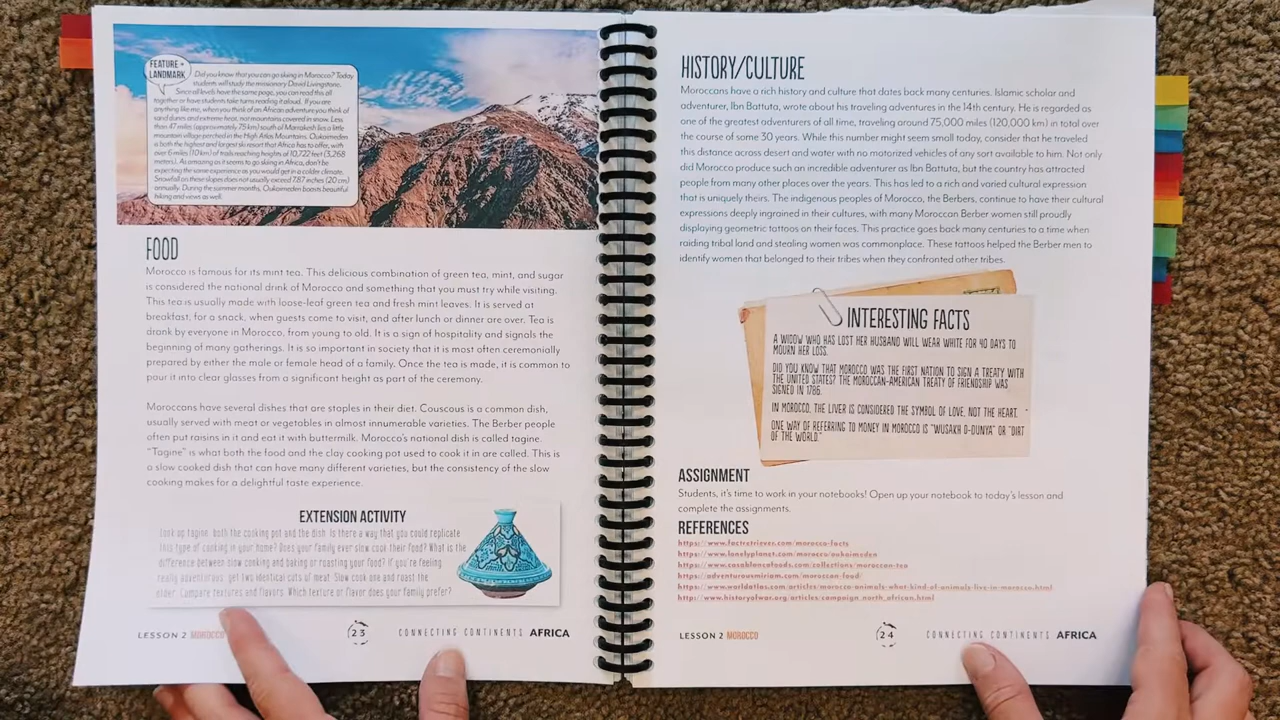 FEATURE +
LANDMARK
Did you know that you can go skiing in Morocco? Today
students will study the missionary David Livingstone.
Since all levels have the same page, you can read this all
together or have students take turns reading it aloud. If you are
anything like me, when you think of an African adventure you think of
sand dunes and extreme heat, not mountains covered in snow. Less
than 47 miles (approximately 75 km) south of Marrakesh lies a little
mountain village perched in the High Atlas Mountains. Oukaïmeden
is both the highest and largest ski resort that Africa has to offer, with
over 6 miles (10 km) of trails reaching heights of 10,722 feet (3,268
meters). As amazing as it seems to go skiing in Africa, don't be
expecting the same experience as you would get in a colder climate.
Snowfall on these slopes does not usually exceed 7.87 inches (20 cm)
annually. During the summer months, Oukaïmeden boasts beautiful
hiking and views as well.
FOOD
Morocco is famous for its mint tea. This delicious combination of green tea, mint, and sugar
is considered the national drink of Morocco and something that you must try while visiting.
This tea is usually made with loose-leaf green tea and fresh mint leaves. It is served at
breakfast, for a snack, when guests come to visit, and after lunch or dinner are over. Tea is
drank by everyone in Morocco, from young to old. It is a sign of hospitality and signals the
beginning of many gatherings. It is so important in society that it is most often ceremonially
prepared by either the male or female head of a family. Once the tea is made, it is common to
pour it into clear glasses from a significant height as part of the ceremony.
Moroccans have several dishes that are staples in their diet. Couscous is a common dish,
usually served with meat or vegetables in almost innumerable varieties. The Berber people
often put raisins in it and eat it with buttermilk. Morocco's national dish is called tagine.
"Tagine" is what both the food and the clay cooking pot used to cook it in are called. This is
a slow cooked dish that can have many different varieties, but the consistency of the slow
cooking makes for a delightful taste experience.
EXTENSION ACTIVITY
Look up tagine, both the cooking pot and the dish. Is there a way that you could replicate
this type of cooking in your home? Does your family ever slow cook their food? What is the
difference between slow cooking and baking or roasting your food? If you're feeling
really adventurous, get two identical cuts of meat. Slow cook one and roast the
other. Compare textures and flavors. Which texture or flavor does your family prefer?
LESSON 2 MOROCCO
23
CONNECTING CONTINENTS AFRICA
HISTORY/CULTURE
Moroccans have a rich history and culture that dates back many centuries. Islamic scholar and
adventurer, Ibn Battuta, wrote about his traveling adventures in the 14th century. He is regarded as
one of the greatest adventurers of all time, traveling around 75,000 miles (120,000 km) in total over
the course of some 30 years. While this number might seem small today, consider that he traveled
this distance across desert and water with no motorized vehicles of any sort available to him. Not only
did Morocco produce such an incredible adventurer as Ibn Battuta, but the country has attracted
people from many other places over the years. This has led to a rich and varied cultural expression
that is uniquely theirs. The indigenous peoples of Morocco, the Berbers, continue to have their cultural
expressions deeply ingrained in their cultures, with many Moroccan Berber women still proudly
displaying geometric tattoos on their faces. This practice goes back many centuries to a time when
raiding tribal land and stealing women was commonplace. These tattoos helped the Berber men to
identify women that belonged to their tribes when they confronted other tribes.
INTERESTING FACTS
A WIDOW WHO HAS LOST HER HUSBAND WILL WEAR WHITE FOR 40 DAYS TO
MOURN HER LOSS.
DID YOU KNOW THAT MOROCCO WAS THE FIRST NATION TO SIGN A TREATY WITH
THE UNITED STATES? THE MOROCCAN-AMERICAN TREATY OF FRIENDSHIP WAS
SIGNED IN 1786.
IN MOROCCO, THE LIVER IS CONSIDERED THE SYMBOL OF LOVE, NOT THE HEART.
ONE WAY OF REFERRING TO MONEY IN MOROCCO IS "WUSAKH D-DUNYA" OR "DIRT
OF THE WORLD."
ASSIGNMENT
Students, it's time to work in your notebooks! Open up your notebook to today's lesson and
complete the assignments.
REFERENCES
https://www.factretriever.com/morocco-facts
https://www.lonelyplanet.com/morocco/oukaimeden
https://www.casablancafoods.com/collections/moroccan-tea
https://adventurousmiriam.com/moroccan-food/
https://www.worldatlas.com/articles/morocco-animals-what-kind-of-animals-live-in-morocco.html
http://www.historyofwar.org/articles/campaign_north_african.html
LESSON 2 MOROCCO
24
CONNECTING CONTINENTS AFRICA